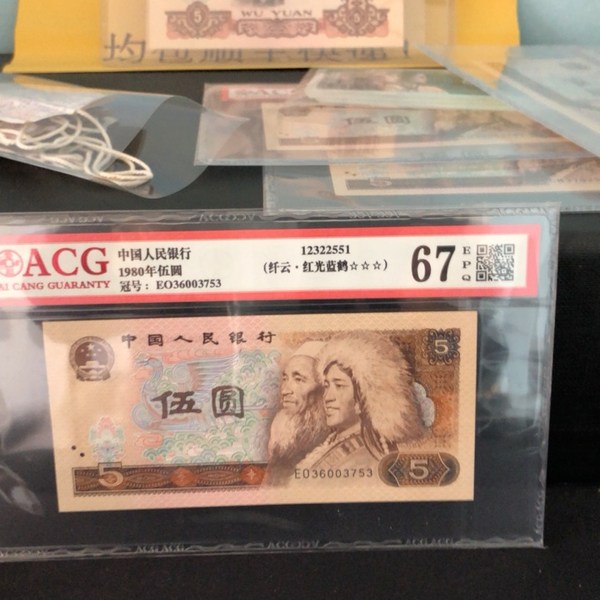 5 5
WU YUAN
ACG
AI CANG GUARANTY
中国人民银行
1980年伍圆
冠号: EO36003753
12322551
(纤云·红光蓝鹤☆☆☆)
67
EPQ
中国人民银行
5
伍圆
5
EO36003753
5